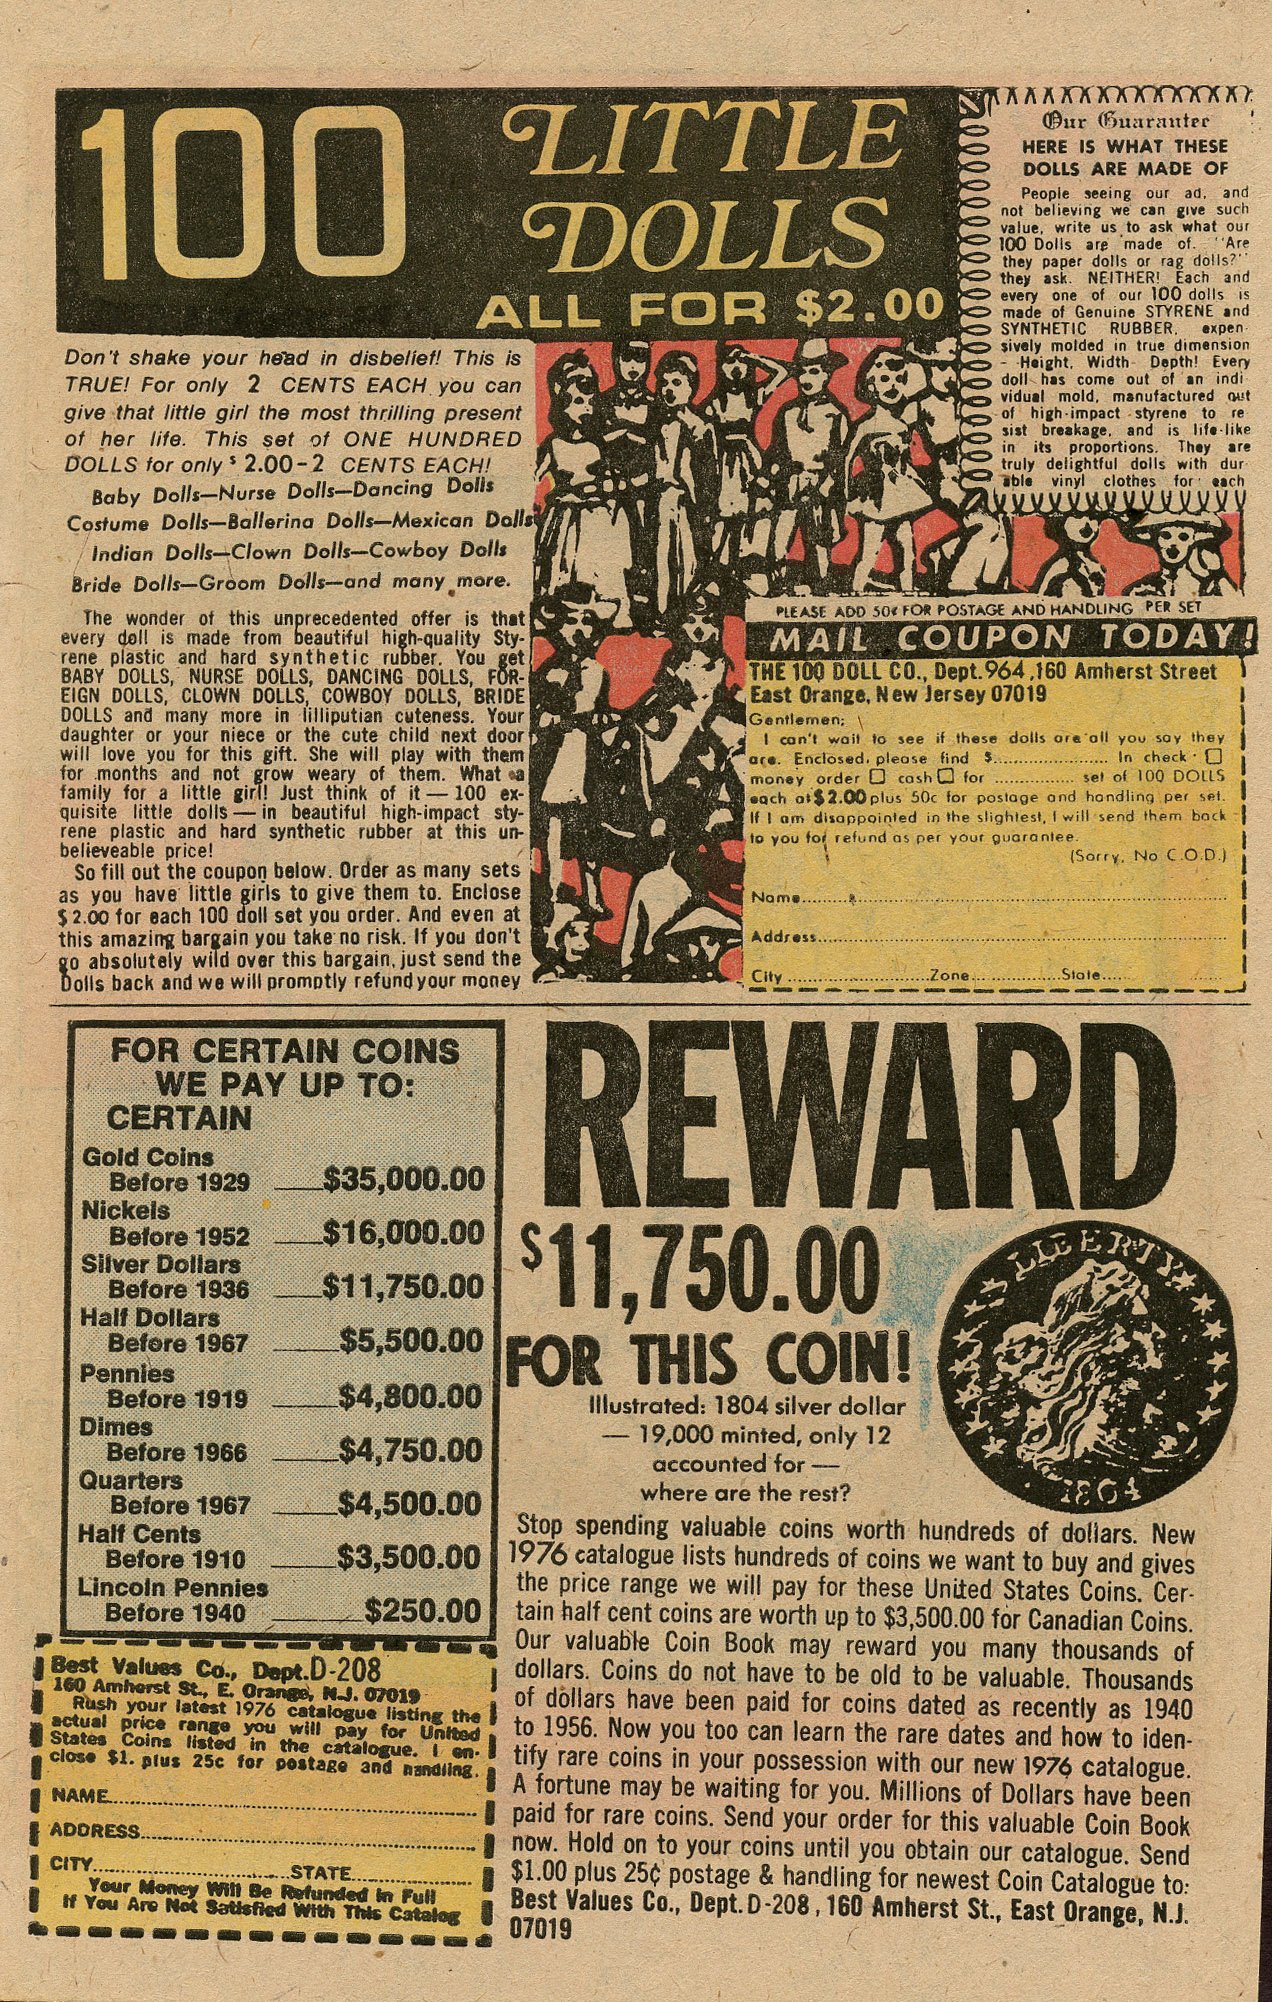 100
LITTLE
DOLLS
ALL FOR $2.00
Don't shake your head in disbelief! This is
TRUE! For only 2 CENTS EACH you can
give that little girl the most thrilling present
of her life. This set of ONE HUNDRED
DOLLS for only $2.00-2 CENTS EACH!
Baby Dolls—Nurse Dolls—Dancing Dolls
Costume Dolls—Ballerina Dolls—Mexican Dolls
Indian Dolls—Clown Dolls—Cowboy Dolls
Bride Dolls—Groom Dolls—and many more.
The wonder of this unprecedented offer is that
every doll is made from beautiful high-quality Sty-
rene plastic and hard synthetic rubber. You get
BABY DOLLS, NURSE DOLLS, DANCING DOLLS, FOR-
EIGN DOLLS, CLOWN DOLLS, COWBOY DOLLS, BRIDE
DOLLS and many more in lilliputian cuteness. Your
daughter or your niece or the cute child next door
will love you for this gift. She will play with them
for months and not grow weary of them. What a
family for a little girl! Just think of it — 100 ex-
quisite little dolls — in beautiful high-impact sty-
rene plastic and hard synthetic rubber at this un-
believeable price!
So fill out the coupon below. Order as many sets
as you have little girls to give them to. Enclose
$2.00 for each 100 doll set you order. And even at
this amazing bargain you take no risk. If you don't
go absolutely wild over this bargain, just send the
Dolls back and we will promptly refund your money
Our Guarantee
HERE IS WHAT THESE
DOLLS ARE MADE OF
People seeing our ad, and
not believing we can give such
value, write us to ask what our
100 Dolls are made of. "Are
they paper dolls or rag dolls?"
they ask. NEITHER! Each and
every one of our 100 dolls is
made of Genuine STYRENE and
SYNTHETIC RUBBER, expen-
sively molded in true dimension
- Height, Width- Depth! Every
doll has come out of an indi-
vidual mold, manufactured out
of high-impact styrene to re-
sist breakage, and is life-like
in its proportions. They are
truly delightful dolls with dur-
able vinyl clothes for each
PLEASE ADD 50¢ FOR POSTAGE AND HANDLING PER SET
MAIL COUPON TODAY!
THE 100 DOLL CO., Dept. 964, 160 Amherst Street
East Orange, New Jersey 07019
Gentlemen:
I can't wait to see if these dolls are all you say they
are. Enclosed, please find $.................... In check □
money order □ cash □ for .............. set of 100 DOLLS
each at $2.00 plus 50c for postage and handling per set.
If I am disappointed in the slightest, I will send them back
to you for refund as per your guarantee.
(Sorry, No C.O.D.)
Name..........
Address..........
City..........Zone..........State..........
FOR CERTAIN COINS
WE PAY UP TO:
CERTAIN
Gold Coins
Before 1929 ___$35,000.00
Nickels
Before 1952 ___$16,000.00
Silver Dollars
Before 1936 ___$11,750.00
Half Dollars
Before 1967 ___$5,500.00
Pennies
Before 1919 ___$4,800.00
Dimes
Before 1966 ___$4,750.00
Quarters
Before 1967 ___$4,500.00
Half Cents
Before 1910 ___$3,500.00
Lincoln Pennies
Before 1940 ___$250.00
Best Values Co., Dept. D-208
160 Amherst St., E. Orange, N.J. 07019
Rush your latest 1976 catalogue listing the
actual price range you will pay for United
States Coins listed in the catalogue. I en-
close $1. plus 25c for postage and handling.
NAME..........
ADDRESS..........
CITY..........STATE..........
Your Money Will Be Refunded in Full
If You Are Not Satisfied With This Catalog
REWARD
$11,750.00
FOR THIS COIN!
LIBERTY
1804
Illustrated: 1804 silver dollar
— 19,000 minted, only 12
accounted for —
where are the rest?
Stop spending valuable coins worth hundreds of dollars. New
1976 catalogue lists hundreds of coins we want to buy and gives
the price range we will pay for these United States Coins. Cer-
tain half cent coins are worth up to $3,500.00 for Canadian Coins.
Our valuable Coin Book may reward you many thousands of
dollars. Coins do not have to be old to be valuable. Thousands
of dollars have been paid for coins dated as recently as 1940
to 1956. Now you too can learn the rare dates and how to iden-
tify rare coins in your possession with our new 1976 catalogue.
A fortune may be waiting for you. Millions of Dollars have been
paid for rare coins. Send your order for this valuable Coin Book
now. Hold on to your coins until you obtain our catalogue. Send
$1.00 plus 25¢ postage & handling for newest Coin Catalogue to:
Best Values Co., Dept. D-208, 160 Amherst St., East Orange, N.J.
07019